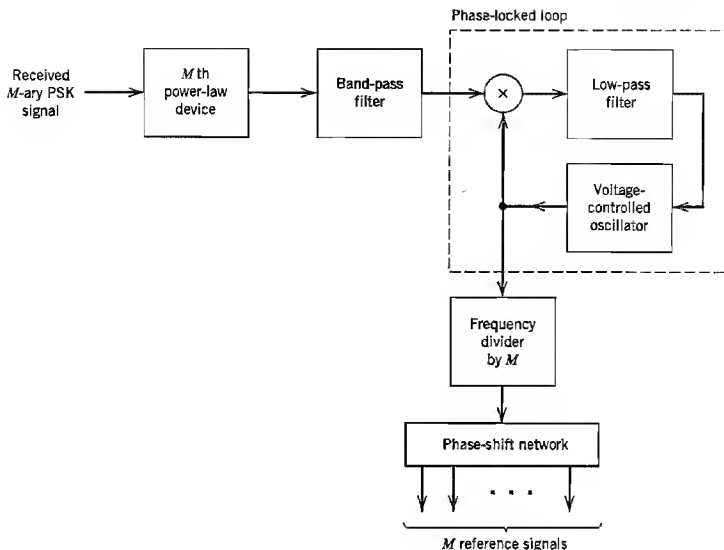 Phase-locked loop
Received
M-ary PSK
signal
M th
power-law
device
Band-pass
filter
×
Low-pass
filter
Voltage-
controlled
oscillator
Frequency
divider
by M
Phase-shift network
. . .
M reference signals